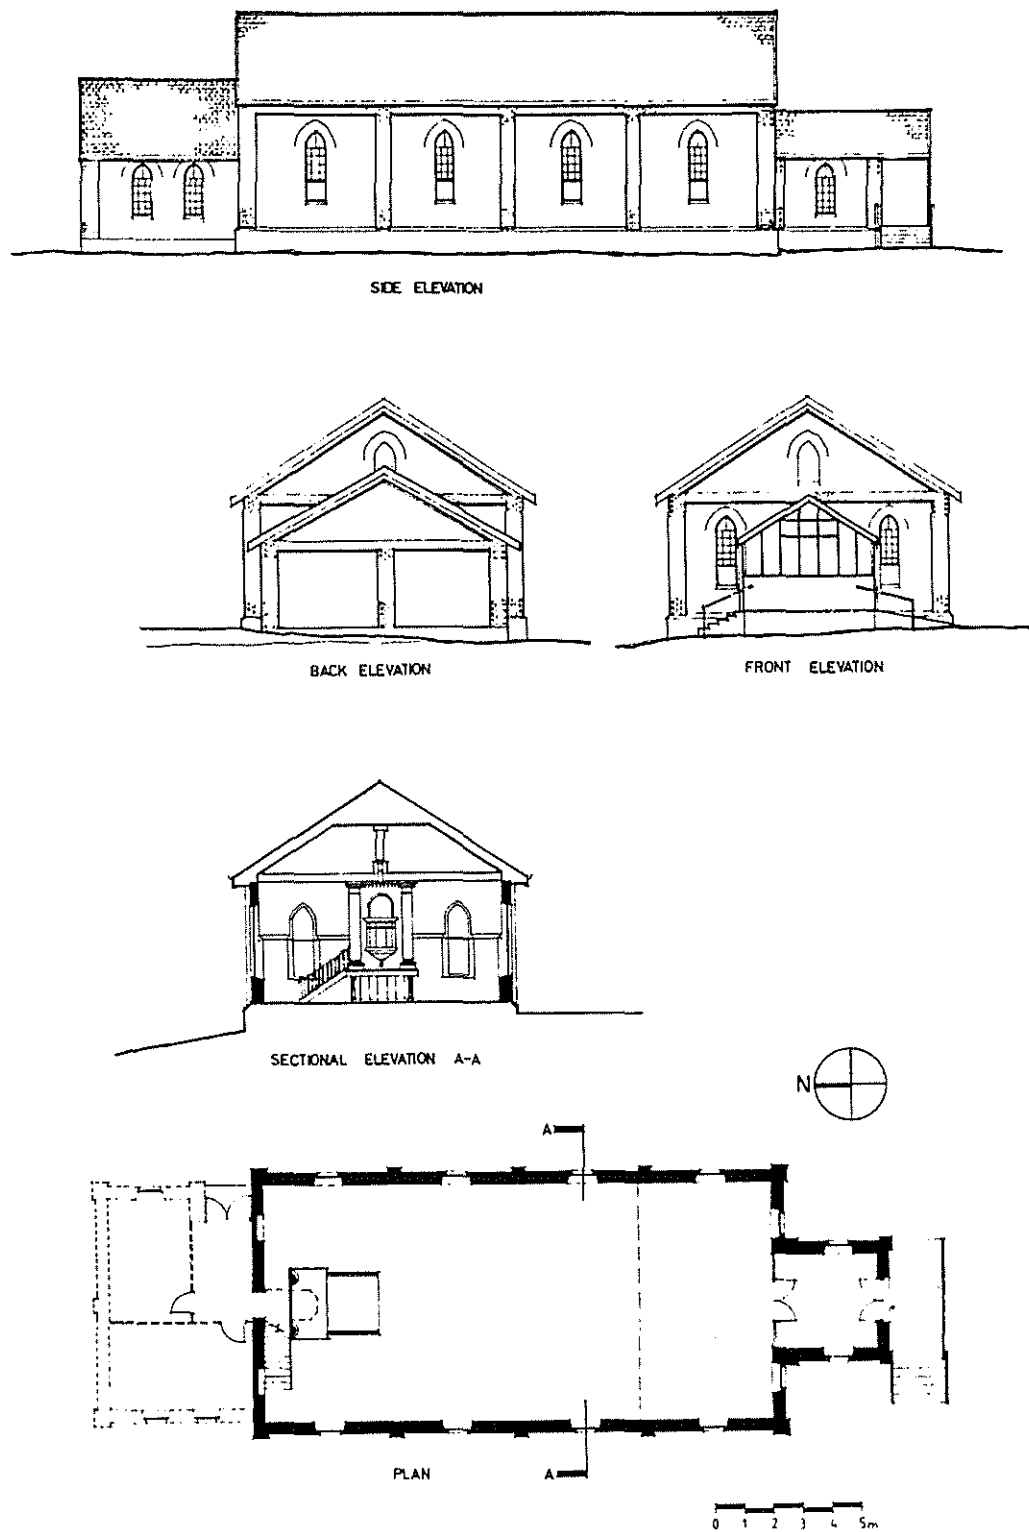 SIDE ELEVATION
BACK ELEVATION
FRONT ELEVATION
SECTIONAL ELEVATION A-A
N
A
PLAN
A
0 1 2 3 4 5m